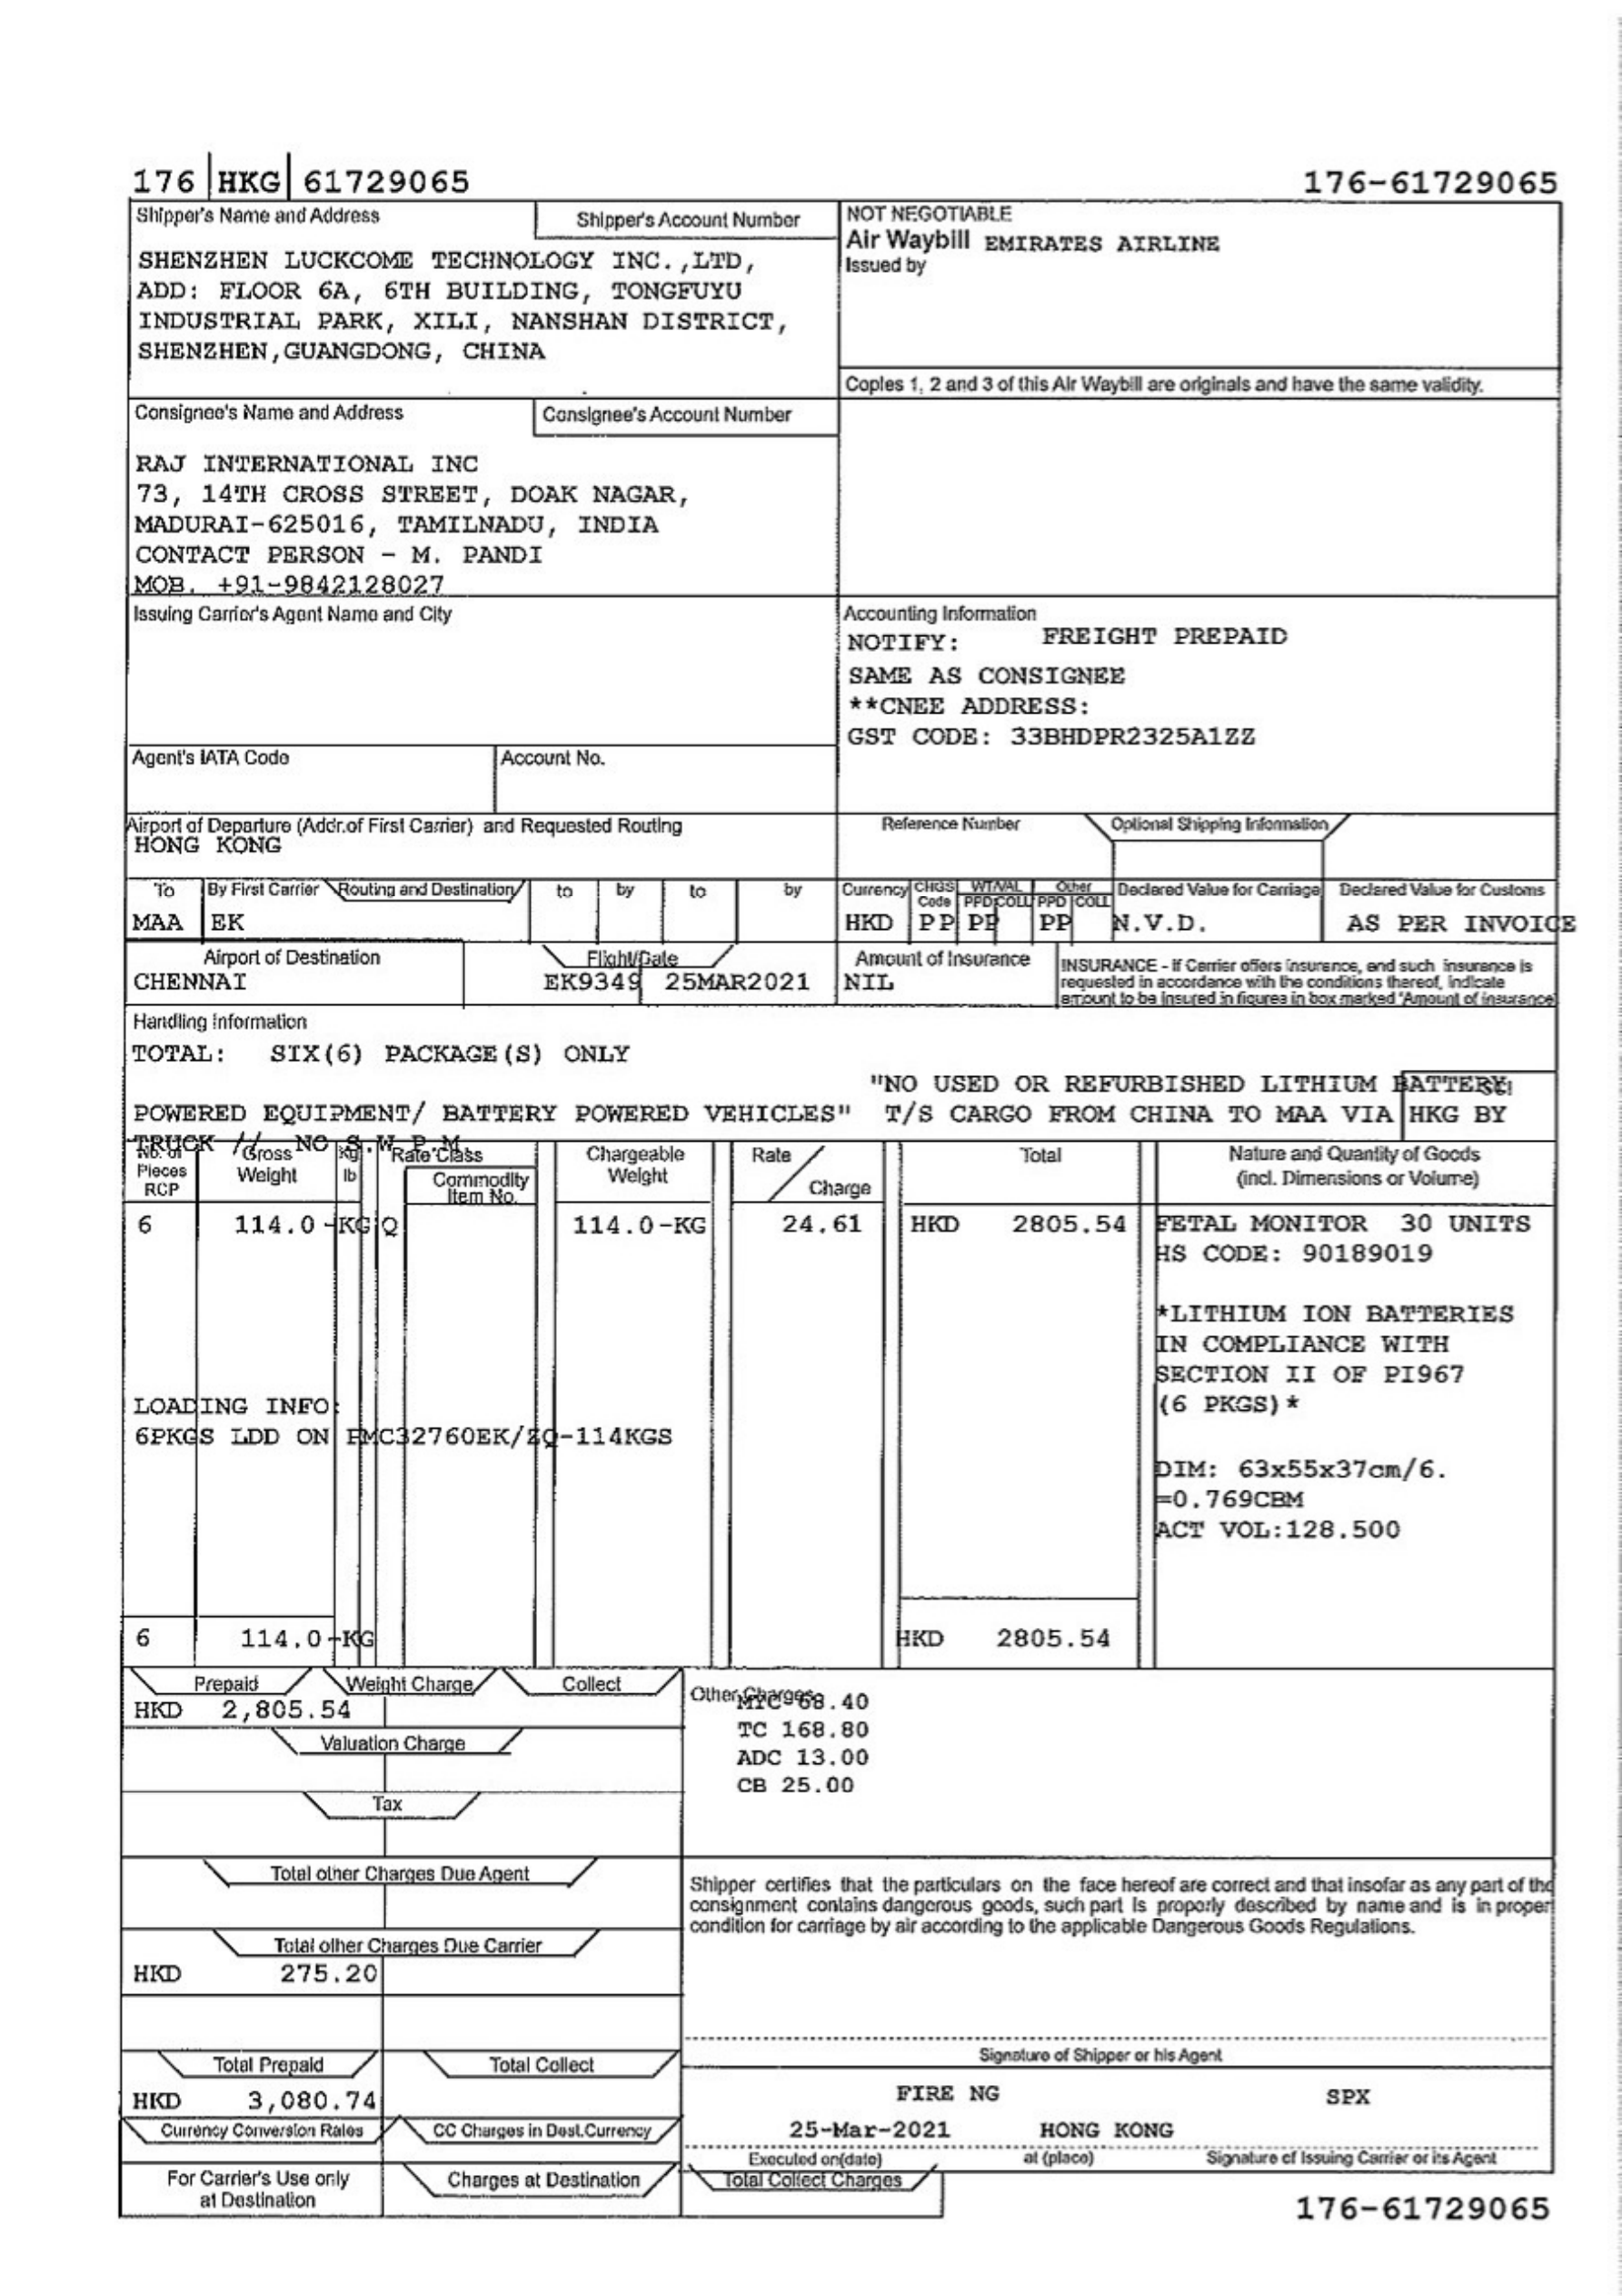 176 HKG 61729065
176-61729065
Shipper's Name and Address
Shipper's Account Number
SHENZHEN LUCKCOME TECHNOLOGY INC.,LTD,
ADD: FLOOR 6A, 6TH BUILDING, TONGFUYU
INDUSTRIAL PARK, XILI, NANSHAN DISTRICT,
SHENZHEN,GUANGDONG, CHINA
NOT NEGOTIABLE
Air Waybill EMIRATES AIRLINE
Issued by
Copies 1, 2 and 3 of this Air Waybill are originals and have the same validity.
Consignee's Name and Address
Consignee's Account Number
RAJ INTERNATIONAL INC
73, 14TH CROSS STREET, DOAK NAGAR,
MADURAI-625016, TAMILNADU, INDIA
CONTACT PERSON - M. PANDI
MOB. +91-9842128027
Issuing Carrier's Agent Name and City
Accounting Information
NOTIFY: FREIGHT PREPAID
SAME AS CONSIGNEE
**CNEE ADDRESS:
GST CODE: 33BHDPR2325A1ZZ
Agent's IATA Code
Account No.
Airport of Departure (Addr.of First Carrier) and Requested Routing
HONG KONG
Reference Number
Optional Shipping Information
To By First Carrier Routing and Destination to by to by
MAA EK
Currency CHGS Code WT/VAL PPD COLL Other PPD COLL Declared Value for Carriage Declared Value for Customs
HKD PP PP PP N.V.D. AS PER INVOICE
Airport of Destination
CHENNAI
Flight/Date
EK9349 25MAR2021
Amount of Insurance
NIL
INSURANCE - If Carrier offers insurance, and such insurance is
requested in accordance with the conditions thereof, indicate
amount to be insured in figures in box marked "Amount of insurance
Handling Information
TOTAL: SIX(6) PACKAGE(S) ONLY
"NO USED OR REFURBISHED LITHIUM BATTERY
POWERED EQUIPMENT/ BATTERY POWERED VEHICLES" T/S CARGO FROM CHINA TO MAA VIA HKG BY
TRUCK // NO S.W.P.M.
No. of Pieces RCP
Gross Weight
Kg lb
Rate Class
Commodity Item No.
Chargeable Weight
Rate / Charge
Total
Nature and Quantity of Goods
(incl. Dimensions or Volume)
6 114.0-KG Q 114.0-KG 24.61 HKD 2805.54 FETAL MONITOR 30 UNITS
HS CODE: 90189019
*LITHIUM ION BATTERIES
IN COMPLIANCE WITH
SECTION II OF PI967
(6 PKGS)*
LOADING INFO:
6PKGS LDD ON PMC32760EK/ZQ-114KGS
DIM: 63x55x37cm/6.
=0.769CBM
ACT VOL:128.500
6 114.0-KG HKD 2805.54
Prepaid Weight Charge Collect
HKD 2,805.54
Valuation Charge
Tax
Other Charges
MYC 68.40
TC 168.80
ADC 13.00
CB 25.00
Total other Charges Due Agent
Shipper certifies that the particulars on the face hereof are correct and that insofar as any part of the
consignment contains dangerous goods, such part is properly described by name and is in proper
condition for carriage by air according to the applicable Dangerous Goods Regulations.
Total other Charges Due Carrier
HKD 275.20
Signature of Shipper or his Agent
Total Prepaid Total Collect
HKD 3,080.74
FIRE NG SPX
Currency Conversion Rates CC Charges in Dest.Currency
25-Mar-2021 HONG KONG
Executed on(date) at (place) Signature of Issuing Carrier or its Agent
For Carrier's Use only
at Destination
Charges at Destination
Total Collect Charges
176-61729065